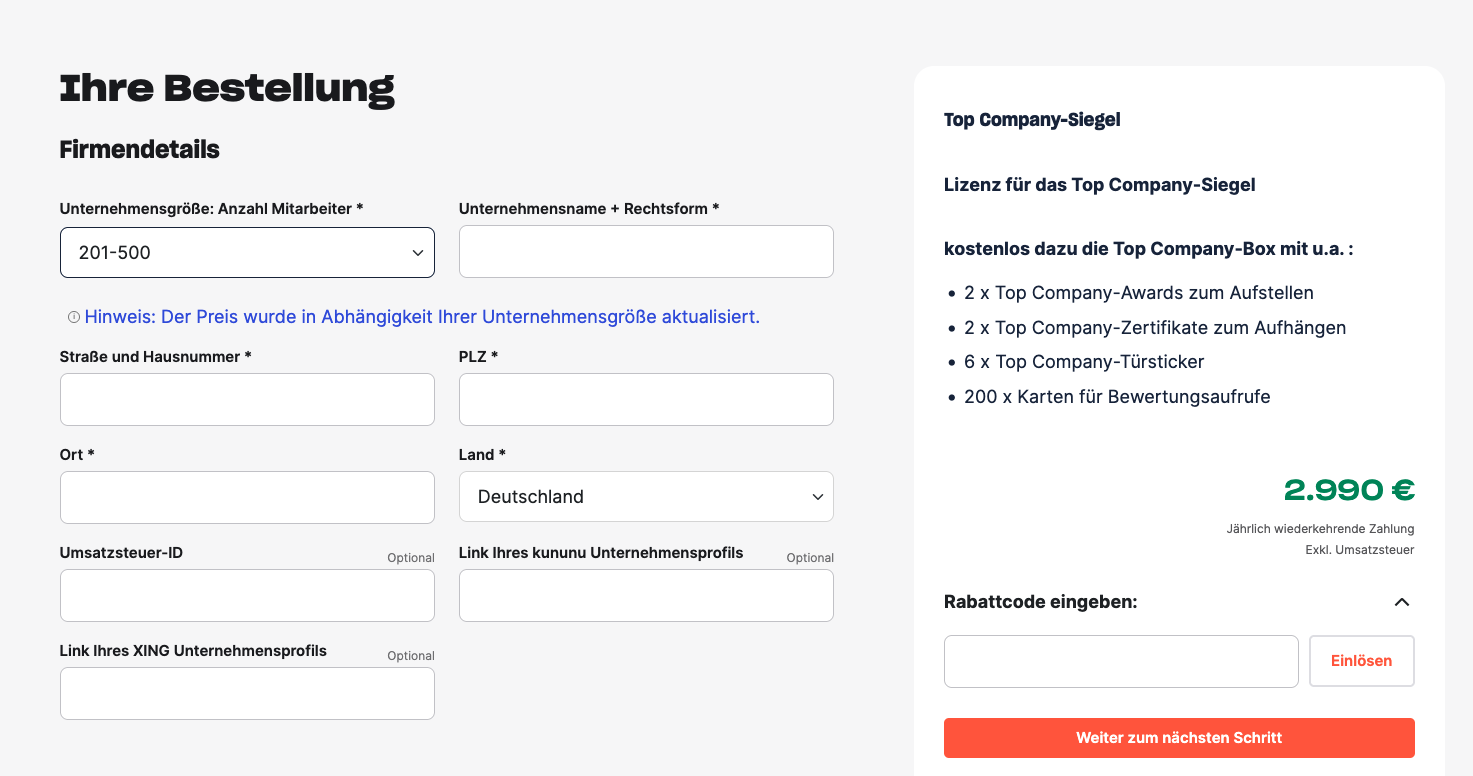 Ihre Bestellung
Firmendetails
Unternehmensgröße: Anzahl Mitarbeiter *
201-500
Unternehmensname + Rechtsform *
Hinweis: Der Preis wurde in Abhängigkeit Ihrer Unternehmensgröße aktualisiert.
Straße und Hausnummer *
PLZ *
Ort *
Land *
Deutschland
Umsatzsteuer-ID
Optional
Link Ihres kununu Unternehmensprofils
Optional
Link Ihres XING Unternehmensprofils
Optional
Top Company-Siegel
Lizenz für das Top Company-Siegel
kostenlos dazu die Top Company-Box mit u.a. :
• 2 x Top Company-Awards zum Aufstellen
• 2 x Top Company-Zertifikate zum Aufhängen
• 6 x Top Company-Türsticker
• 200 x Karten für Bewertungsaufrufe
2.990 €
Jährlich wiederkehrende Zahlung
Exkl. Umsatzsteuer
Rabattcode eingeben:
Einlösen
Weiter zum nächsten Schritt